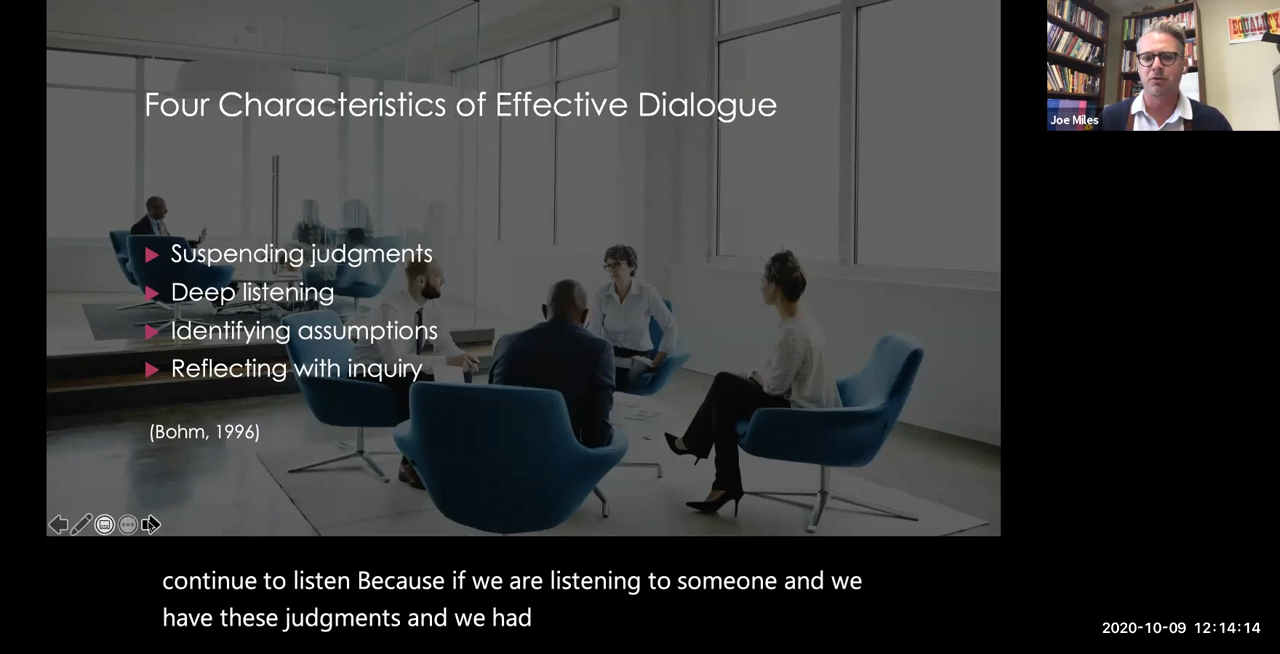 Four Characteristics of Effective Dialogue
Suspending judgments
Deep listening
Identifying assumptions
Reflecting with inquiry
(Bohm, 1996)
EQUALITY
Joe Miles
continue to listen Because if we are listening to someone and we
have these judgments and we had
2020-10-09 12:14:14